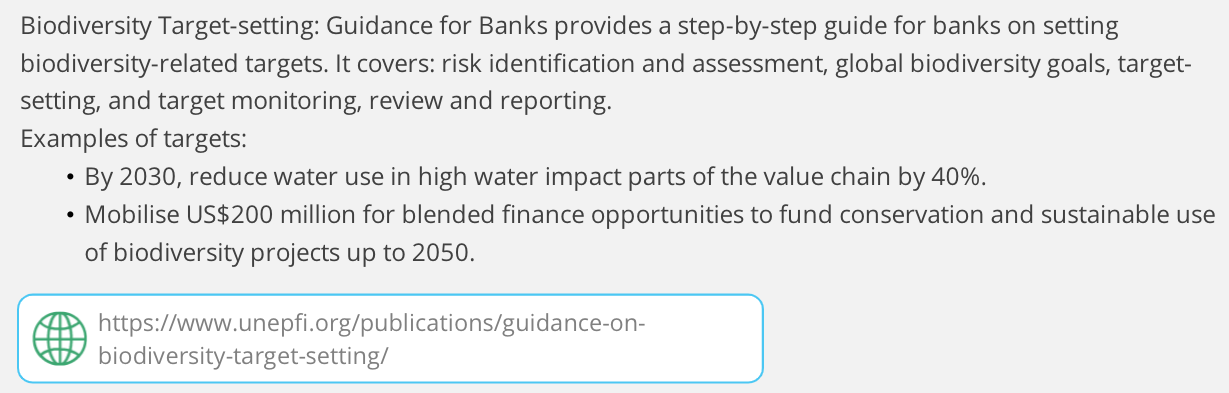 Biodiversity Target-setting: Guidance for Banks provides a step-by-step guide for banks on setting
biodiversity-related targets. It covers: risk identification and assessment, global biodiversity goals, target-
setting, and target monitoring, review and reporting.
Examples of targets:
• By 2030, reduce water use in high water impact parts of the value chain by 40%.
• Mobilise US$200 million for blended finance opportunities to fund conservation and sustainable use
of biodiversity projects up to 2050.
https://www.unepfi.org/publications/guidance-on-
biodiversity-target-setting/